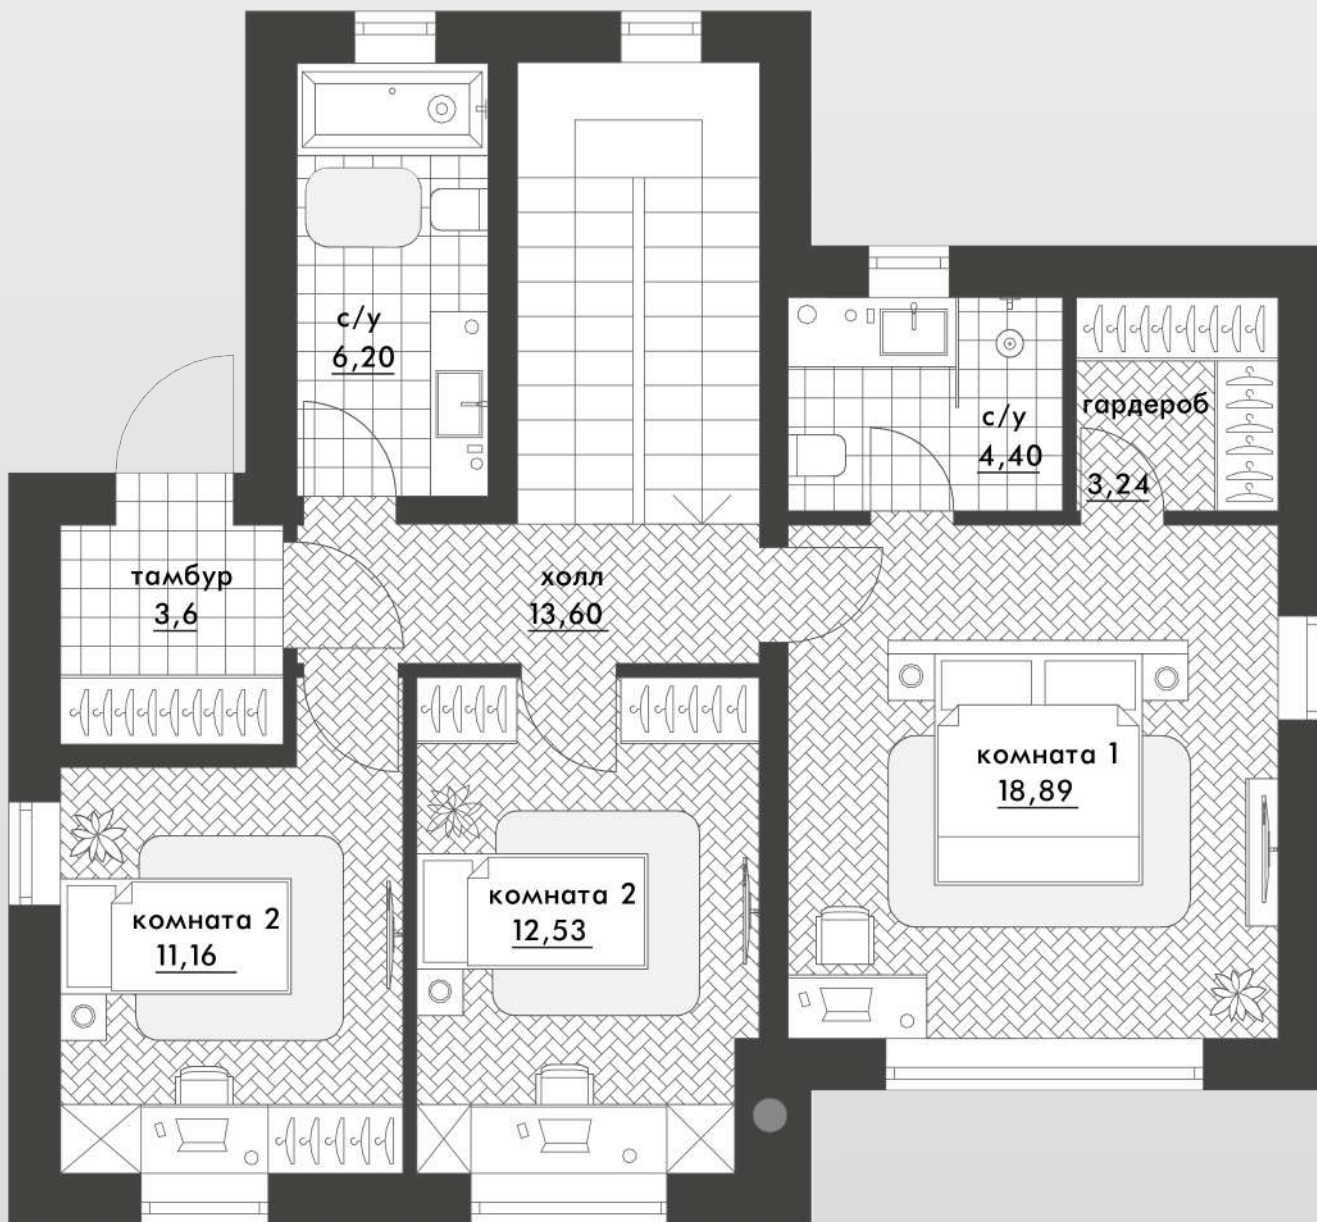 с/у
6,20
с/у
4,40
гардероб
3,24
тамбур
3,6
холл
13,60
комната 1
18,89
комната 2
11,16
комната 2
12,53